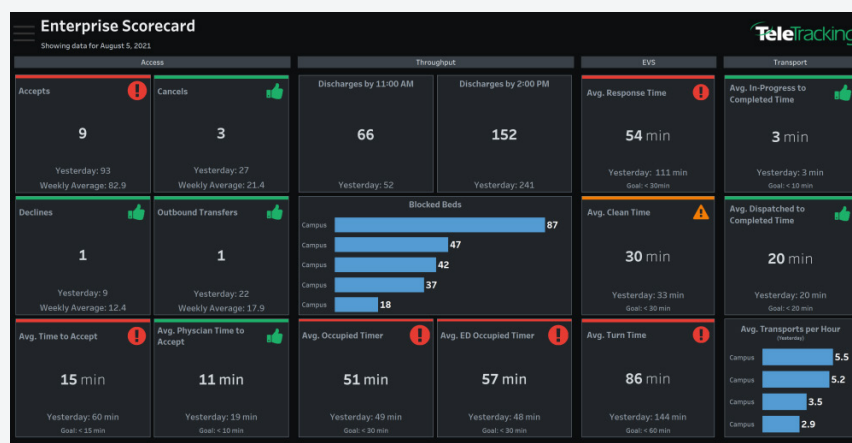 Enterprise Scorecard
Showing data for August 5, 2021
TeleTracking
Access
Throughput
EVS
Transport
Accepts
9
Yesterday: 93
Weekly Average: 82.9
Cancels
3
Yesterday: 27
Weekly Average: 21.4
Discharges by 11:00 AM
66
Yesterday: 52
Discharges by 2:00 PM
152
Yesterday: 241
Avg. Response Time
54 min
Yesterday: 111 min
Goal: < 30min
Avg. In-Progress to
Completed Time
3 min
Yesterday: 3 min
Goal: < 10 min
Declines
1
Yesterday: 9
Weekly Average: 12.4
Outbound Transfers
1
Yesterday: 22
Weekly Average: 17.9
Blocked Beds
Campus 87
Campus 47
Campus 42
Campus 37
Campus 18
Avg. Clean Time
30 min
Yesterday: 33 min
Goal: < 30 min
Avg. Dispatched to
Completed Time
20 min
Yesterday: 20 min
Goal: < 20 min
Avg. Time to Accept
15 min
Yesterday: 60 min
Goal: < 15 min
Avg. Physcian Time to
Accept
11 min
Yesterday: 19 min
Goal: < 10 min
Avg. Occupied Timer
51 min
Yesterday: 49 min
Goal: < 30 min
Avg. ED Occupied Timer
57 min
Yesterday: 48 min
Goal: < 30 min
Avg. Turn Time
86 min
Yesterday: 144 min
Goal: < 60 min
Avg. Transports per Hour
(Yesterday)
Campus 5.5
Campus 5.2
Campus 3.5
Campus 2.9